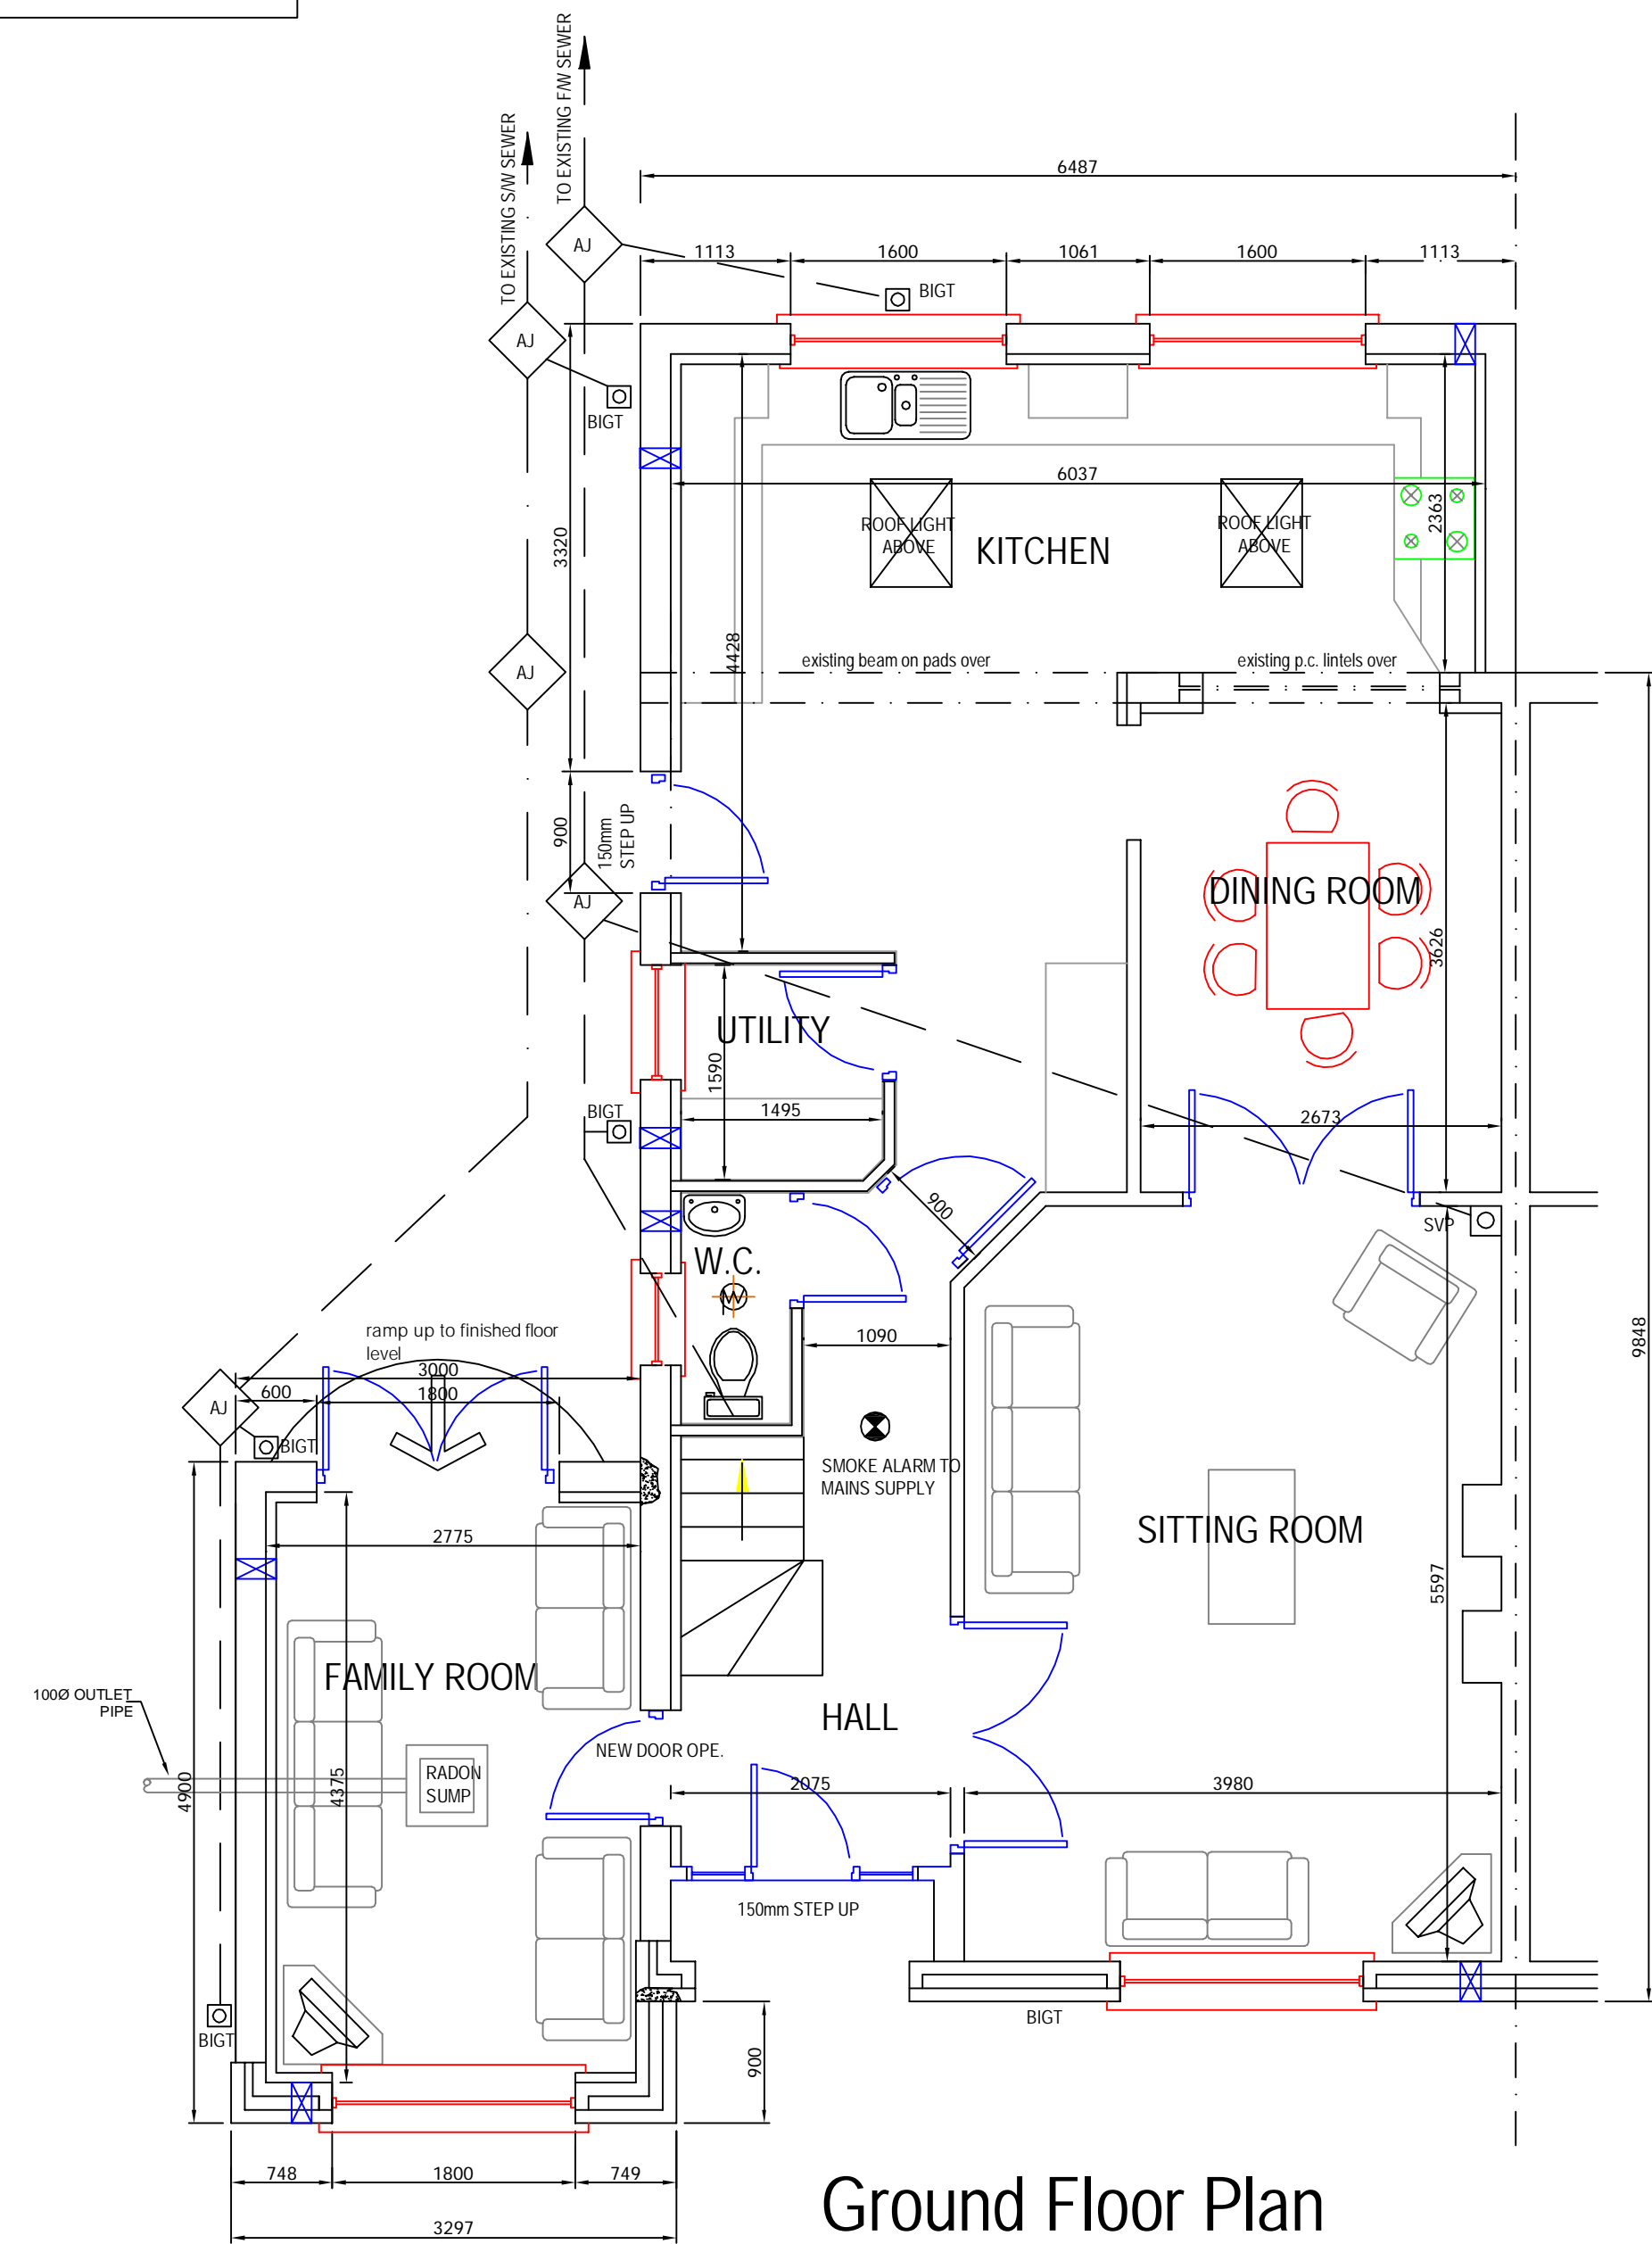 TO EXISTING F/W SEWER
TO EXISTING S/W SEWER
6487
AJ
1113
1600
1061
1600
1113
BIGT
AJ
BIGT
6037
2363
ROOF LIGHT
ABOVE
ROOF LIGHT
ABOVE
KITCHEN
3320
4428
existing beam on pads over
existing p.c. lintels over
AJ
900
150mm
STEP UP
AJ
DINING ROOM
3626
UTILITY
1590
BIGT
1495
2673
900
SVP
W.C.
9848
ramp up to finished floor
level
1090
3000
600
1800
AJ
BIGT
SMOKE ALARM TO
MAINS SUPPLY
SITTING ROOM
2775
5597
FAMILY ROOM
100Ø OUTLET
PIPE
HALL
NEW DOOR OPE.
RADON
SUMP
4900
4375
2075
3980
150mm STEP UP
BIGT
BIGT
900
748
1800
749
3297
Ground Floor Plan